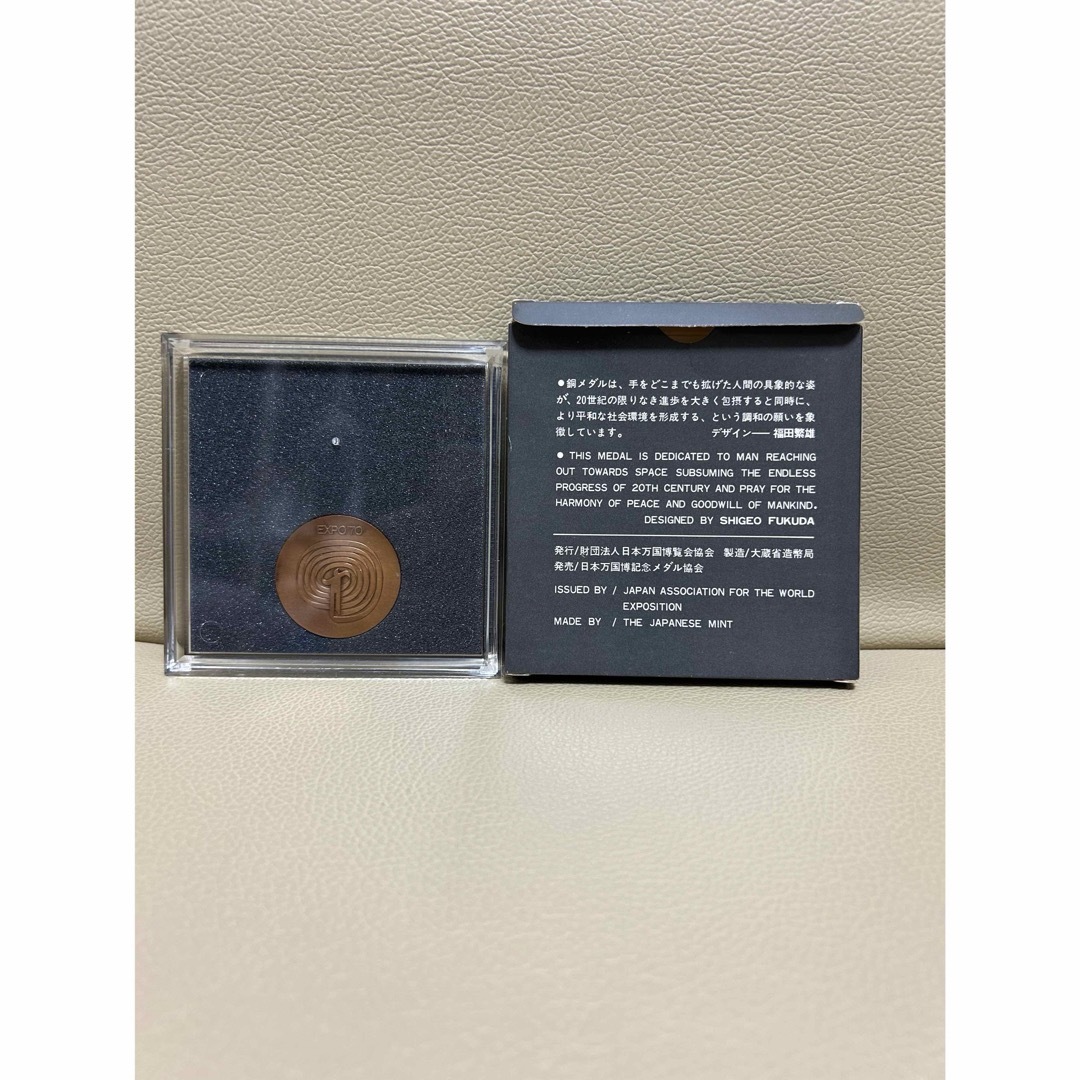 EXPO'70
●銅メダルは、手をどこまでも拡げた人間の具象的な姿
が、20世紀の限りなき進歩を大きく包摂すると同時に、
より平和な社会環境を形成する、という調和の願いを象
徴しています。 デザイン──福田繁雄
● THIS MEDAL IS DEDICATED TO MAN REACHING
OUT TOWARDS SPACE SUBSUMING THE ENDLESS
PROGRESS OF 20TH CENTURY AND PRAY FOR THE
HARMONY OF PEACE AND GOODWILL OF MANKIND.
DESIGNED BY SHIGEO FUKUDA
発行/財団法人日本万国博覧会協会 製造/大蔵省造幣局
発売/日本万国博記念メダル協会
ISSUED BY / JAPAN ASSOCIATION FOR THE WORLD
EXPOSITION
MADE BY / THE JAPANESE MINT